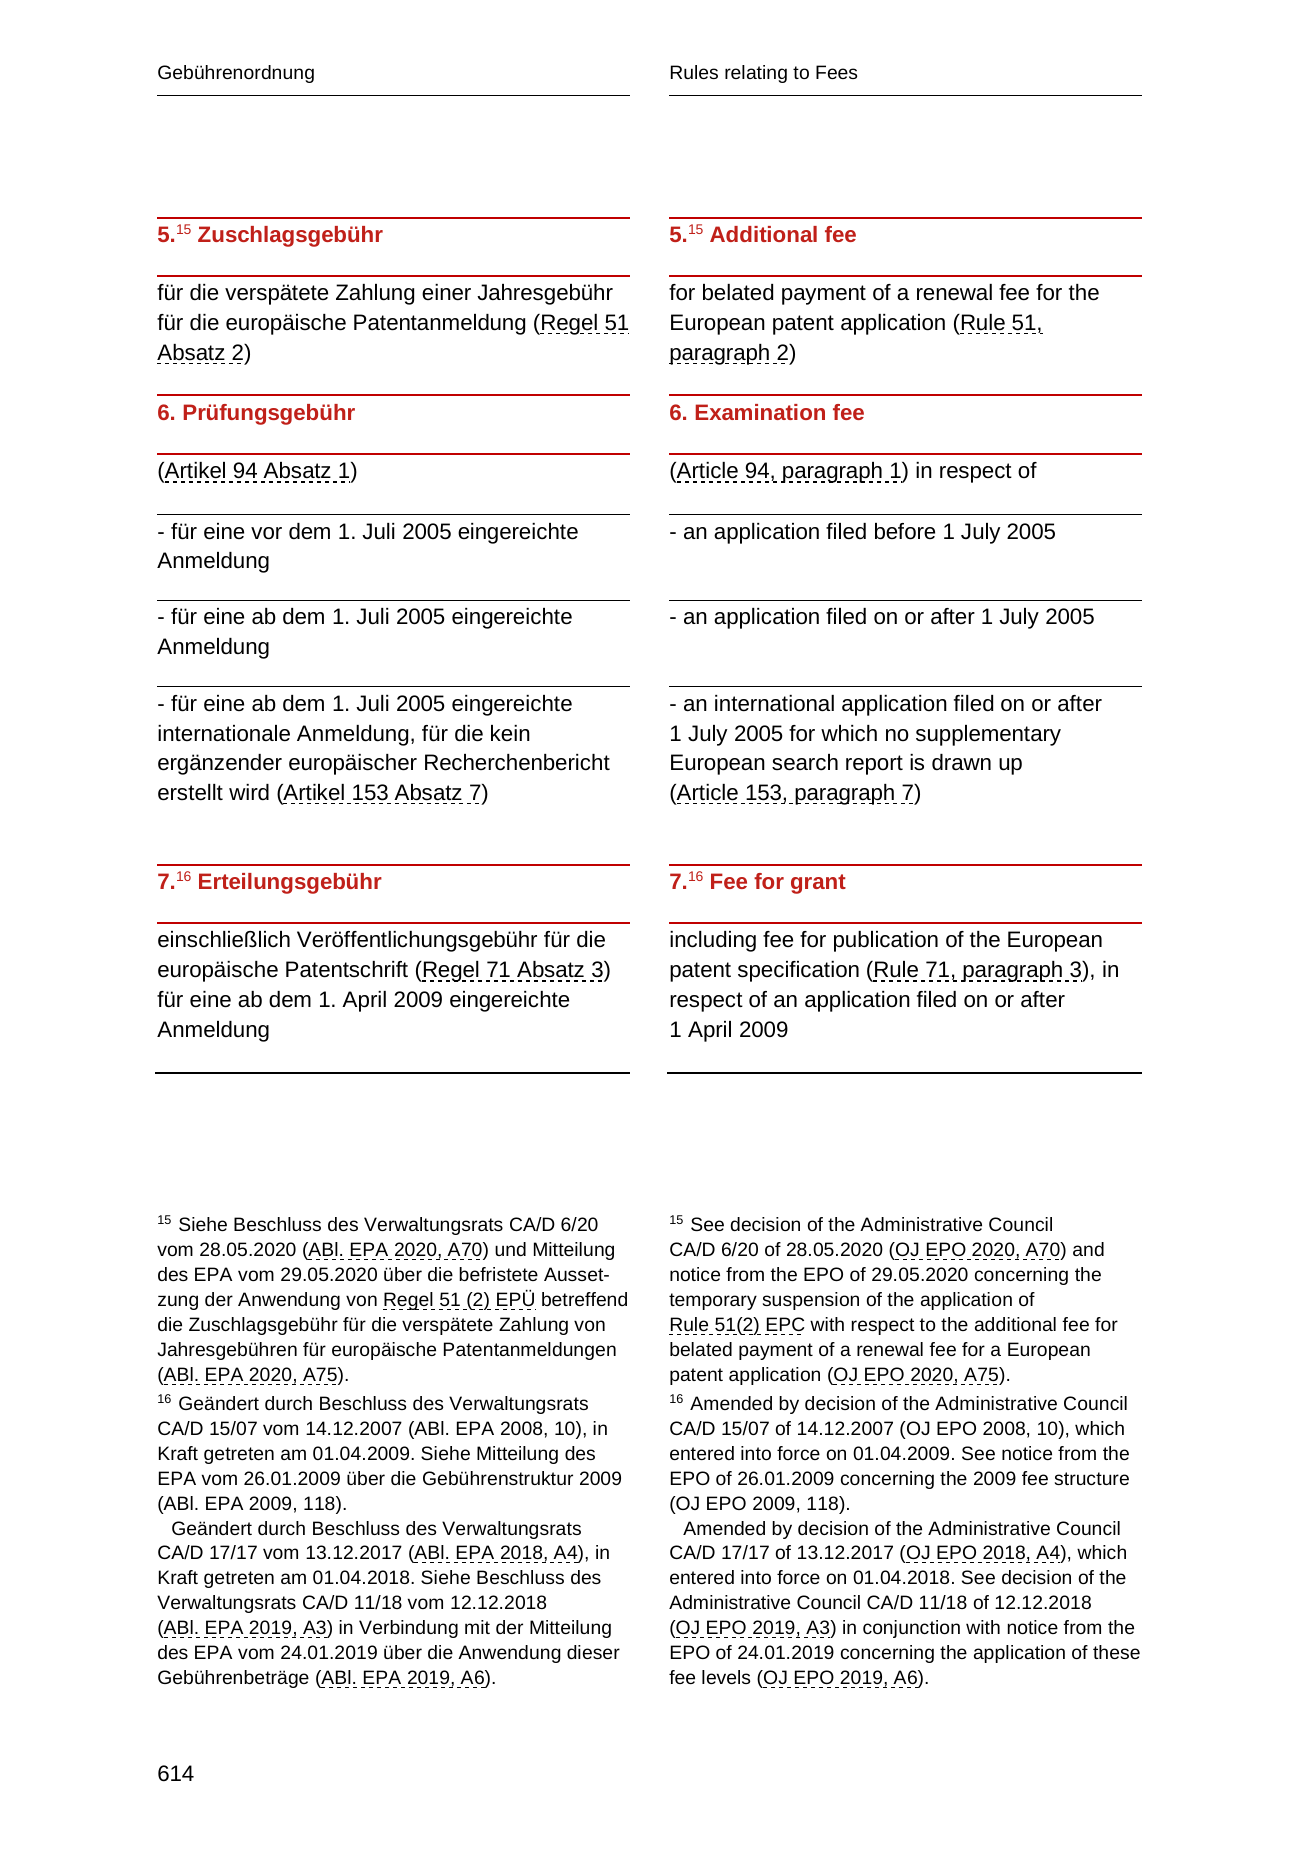 Gebührenordnung
5.15 Zuschlagsgebühr
für die verspätete Zahlung einer Jahresgebühr
für die europäische Patentanmeldung (Regel 51
Absatz 2)
6. Prüfungsgebühr
(Artikel 94 Absatz 1)
- für eine vor dem 1. Juli 2005 eingereichte
Anmeldung
- für eine ab dem 1. Juli 2005 eingereichte
Anmeldung
- für eine ab dem 1. Juli 2005 eingereichte
internationale Anmeldung, für die kein
ergänzender europäischer Recherchenbericht
erstellt wird (Artikel 153 Absatz 7)
7.16 Erteilungsgebühr
einschließlich Veröffentlichungsgebühr für die
europäische Patentschrift (Regel 71 Absatz 3)
für eine ab dem 1. April 2009 eingereichte
Anmeldung
15 Siehe Beschluss des Verwaltungsrats CA/D 6/20
vom 28.05.2020 (ABl. EPA 2020, A70) und Mitteilung
des EPA vom 29.05.2020 über die befristete Ausset-
zung der Anwendung von Regel 51 (2) EPÜ betreffend
die Zuschlagsgebühr für die verspätete Zahlung von
Jahresgebühren für europäische Patentanmeldungen
(ABl. EPA 2020, A75).
16 Geändert durch Beschluss des Verwaltungsrats
CA/D 15/07 vom 14.12.2007 (ABl. EPA 2008, 10), in
Kraft getreten am 01.04.2009. Siehe Mitteilung des
EPA vom 26.01.2009 über die Gebührenstruktur 2009
(ABl. EPA 2009, 118).
Geändert durch Beschluss des Verwaltungsrats
CA/D 17/17 vom 13.12.2017 (ABl. EPA 2018, A4), in
Kraft getreten am 01.04.2018. Siehe Beschluss des
Verwaltungsrats CA/D 11/18 vom 12.12.2018
(ABl. EPA 2019, A3) in Verbindung mit der Mitteilung
des EPA vom 24.01.2019 über die Anwendung dieser
Gebührenbeträge (ABl. EPA 2019, A6).
Rules relating to Fees
5.15 Additional fee
for belated payment of a renewal fee for the
European patent application (Rule 51,
paragraph 2)
6. Examination fee
(Article 94, paragraph 1) in respect of
- an application filed before 1 July 2005
- an application filed on or after 1 July 2005
- an international application filed on or after
1 July 2005 for which no supplementary
European search report is drawn up
(Article 153, paragraph 7)
7.16 Fee for grant
including fee for publication of the European
patent specification (Rule 71, paragraph 3), in
respect of an application filed on or after
1 April 2009
15 See decision of the Administrative Council
CA/D 6/20 of 28.05.2020 (OJ EPO 2020, A70) and
notice from the EPO of 29.05.2020 concerning the
temporary suspension of the application of
Rule 51(2) EPC with respect to the additional fee for
belated payment of a renewal fee for a European
patent application (OJ EPO 2020, A75).
16 Amended by decision of the Administrative Council
CA/D 15/07 of 14.12.2007 (OJ EPO 2008, 10), which
entered into force on 01.04.2009. See notice from the
EPO of 26.01.2009 concerning the 2009 fee structure
(OJ EPO 2009, 118).
Amended by decision of the Administrative Council
CA/D 17/17 of 13.12.2017 (OJ EPO 2018, A4), which
entered into force on 01.04.2018. See decision of the
Administrative Council CA/D 11/18 of 12.12.2018
(OJ EPO 2019, A3) in conjunction with notice from the
EPO of 24.01.2019 concerning the application of these
fee levels (OJ EPO 2019, A6).
614